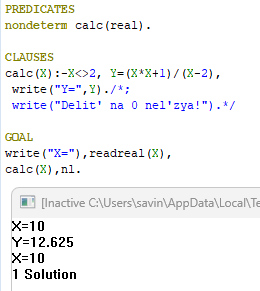 PREDICATES
nondeterm calc(real).
CLAUSES
calc(X):-X<>2, Y=(X*X+1)/(X-2),
write("Y=",Y)./*;
write("Delit' na 0 nel'zya!").*/
GOAL
write("X="),readreal(X),
calc(X),nl.
[Inactive C:\Users\savin\AppData\Local\Te
X=10
Y=12.625
X=10
1 Solution